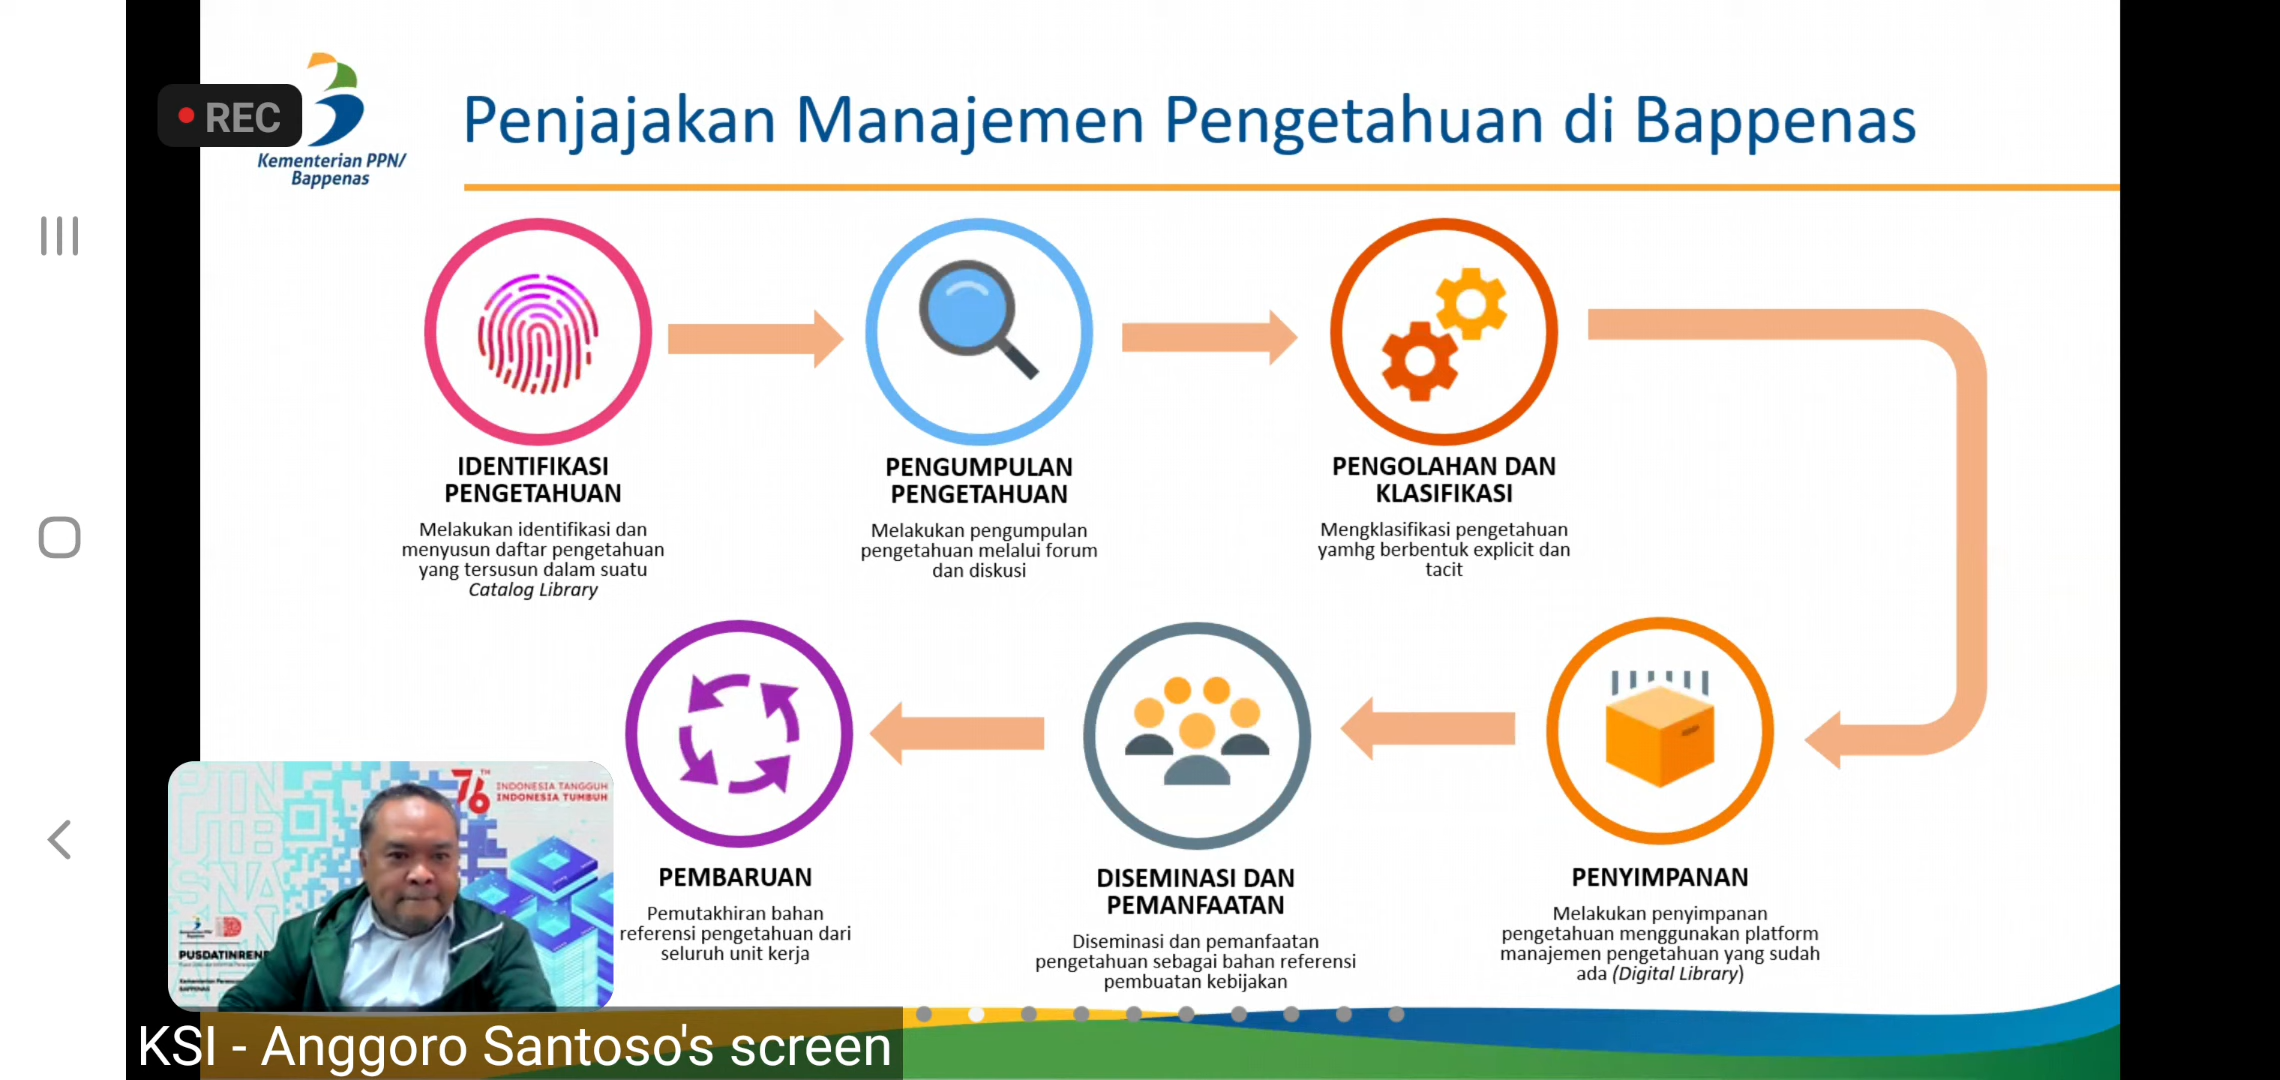 REC
Kementerian PPN/
Bappenas
Penjajakan Manajemen Pengetahuan di Bappenas
IDENTIFIKASI
PENGETAHUAN
Melakukan identifikasi dan
menyusun daftar pengetahuan
yang tersusun dalam suatu
Catalog Library
PENGUMPULAN
PENGETAHUAN
Melakukan pengumpulan
pengetahuan melalui forum
dan diskusi
PENGOLAHAN DAN
KLASIFIKASI
Mengklasifikasi pengetahuan
yamhg berbentuk explicit dan
tacit
PEMBARUAN
Pemutakhiran bahan
referensi pengetahuan dari
seluruh unit kerja
DISEMINASI DAN
PEMANFAATAN
Diseminasi dan pemanfaatan
pengetahuan sebagai bahan referensi
pembuatan kebijakan
PENYIMPANAN
Melakukan penyimpanan
pengetahuan menggunakan platform
manajemen pengetahuan yang sudah
ada (Digital Library)
76TH
INDONESIA TANGGUH
INDONESIA TUMBUH
PUSDATINREN
KSI - Anggoro Santoso's screen